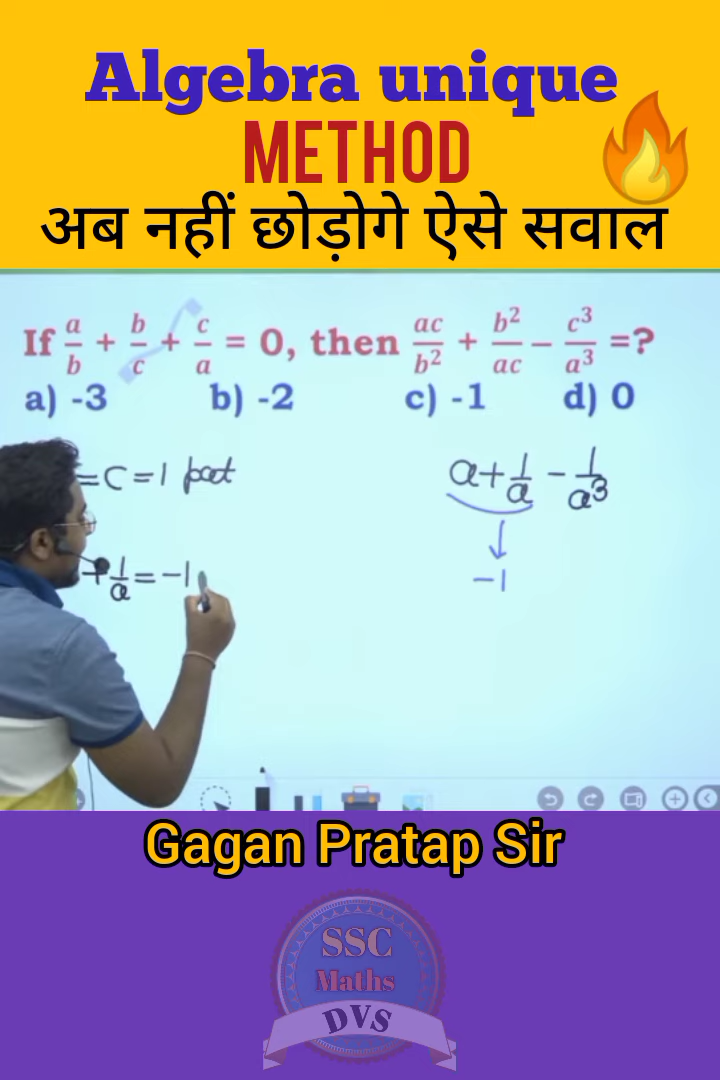 Algebra unique
METHOD
अब नहीं छोड़ोगे ऐसे सवाल
If a/b + b/c + c/a = 0, then ac/b² + b²/ac − c³/a³ =?
a) -3 b) -2 c) -1 d) 0
=c=1 put
a+1/a − 1/a³
+1/a = −1
−1
Gagan Pratap Sir
SSC
Maths
DVS